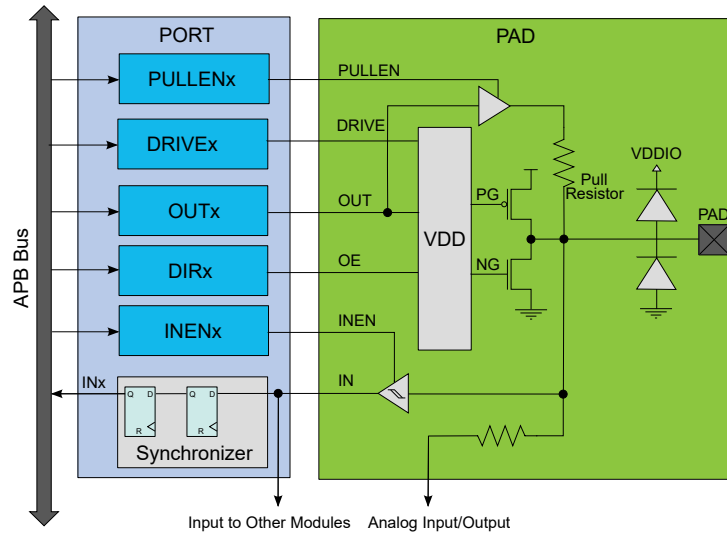 PORT
PAD
PULLENx
PULLEN
DRIVEx
DRIVE
VDDIO
Pull
Resistor
OUTx
OUT
PG
PAD
VDD
APB Bus
DIRx
OE
NG
INENx
INEN
INx
IN
Q D
R
Q D
R
Synchronizer
Input to Other Modules
Analog Input/Output